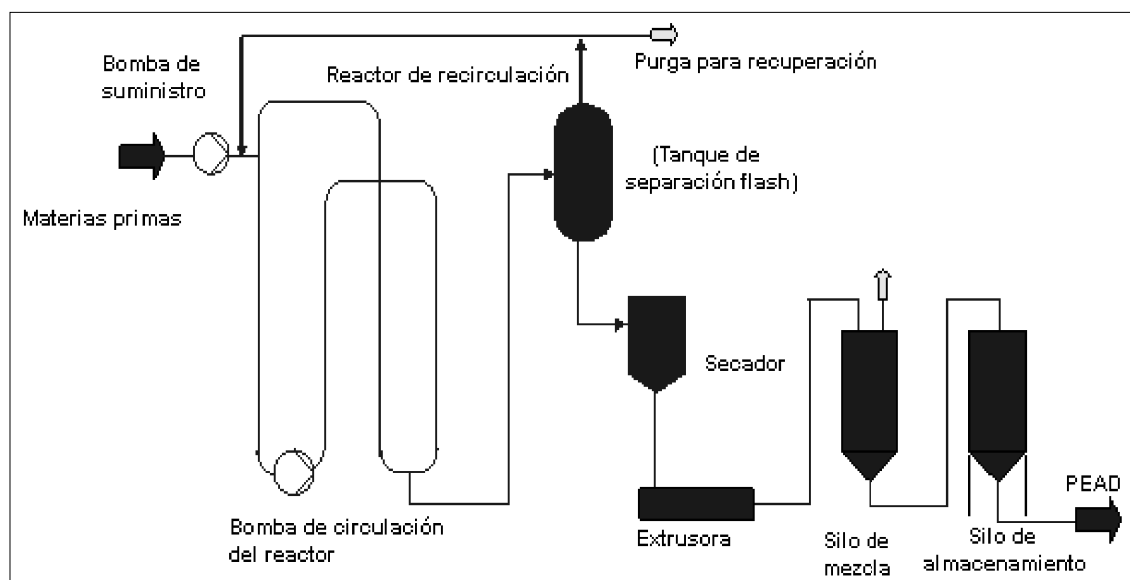 Bomba de
suministro
Reactor de recirculación
Purga para recuperación
(Tanque de
separación flash)
Materias primas
Secador
Bomba de circulación
del reactor
Extrusora
Silo de
mezcla
Silo de
almacenamiento
PEAD